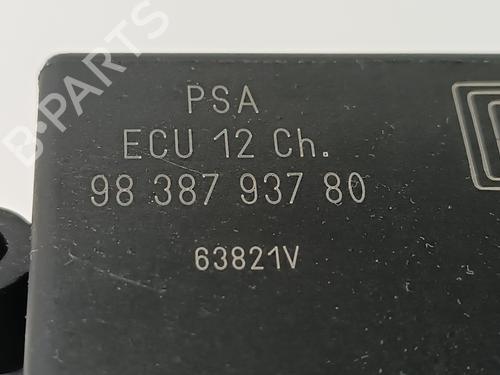 B-PARTS
PSA
ECU 12 Ch.
98 387 937 80
63821V